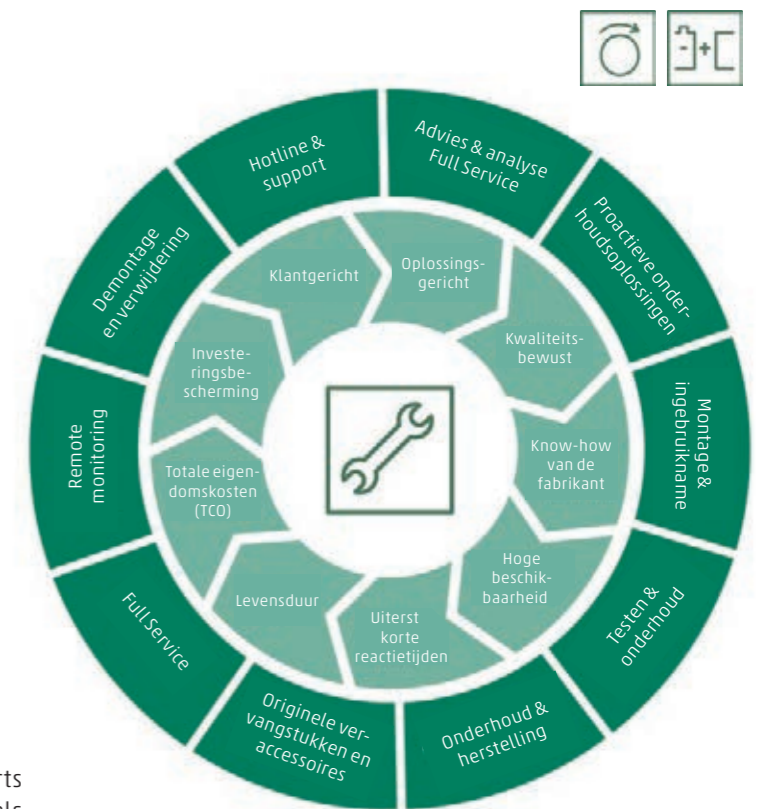 Hotline &
support
Advies & analyse
Full Service
Proactieve onder-
houdsoplossingen
Montage &
ingebruikname
Testen &
onderhoud
Onderhoud &
herstelling
Originele ver-
vangstukken en
accessoires
Full Service
Remote
monitoring
Demontage
en verwijdering
Klantgericht
Oplossings-
gericht
Kwaliteits-
bewust
Know-how
van de
fabrikant
Hoge
beschik-
baarheid
Uiterst
korte
reactietijden
Levensduur
Totale eigen-
domskosten
(TCO)
Investe-
ringsbe-
scherming